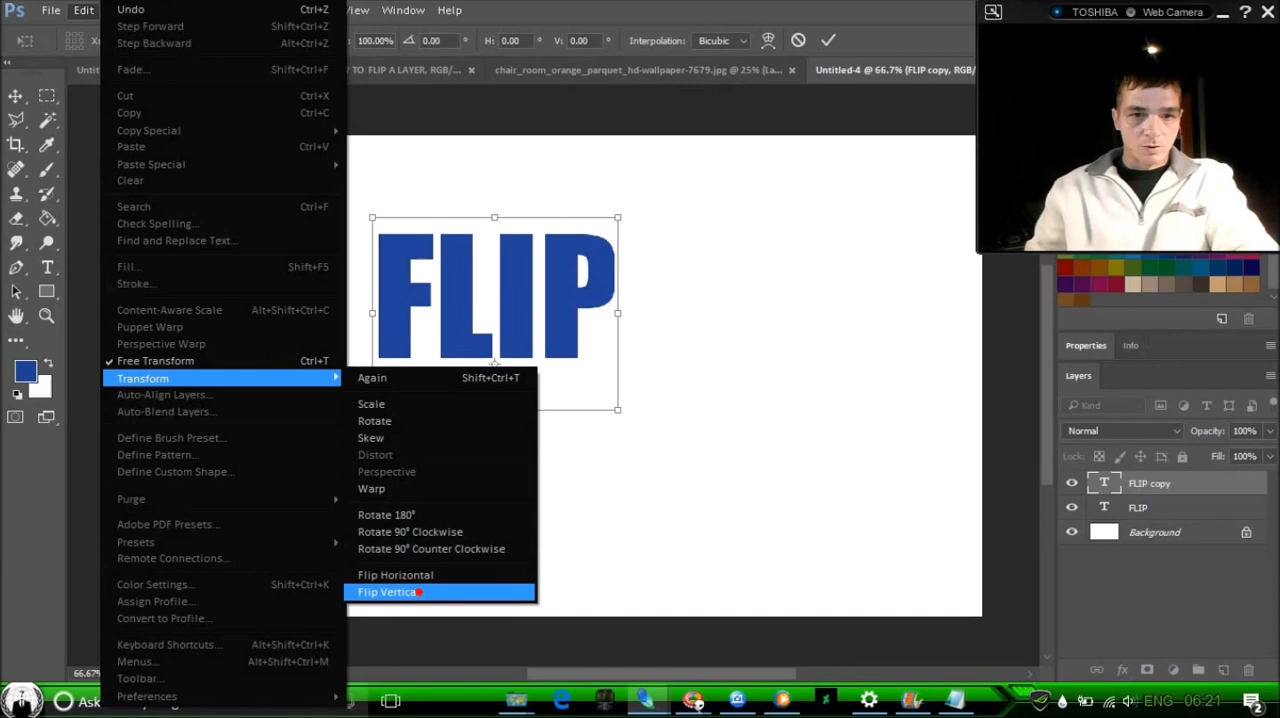 Ps File Edit View Window Help
TOSHIBA Web Camera
100.00% 0.00 ° H: 0.00 ° V: 0.00 ° Interpolation: Bicubic
TO FLIP A LAYER, RGB/... × chair_room_orange_parquet_hd-wallpaper-7679.jpg @ 25% (La... × Untitled-4 @ 66.7% (FLIP copy, RGB/
Undo Ctrl+Z
Step Forward Shift+Ctrl+Z
Step Backward Alt+Ctrl+Z
Fade... Shift+Ctrl+F
Cut Ctrl+X
Copy Ctrl+C
Copy Special
Paste Ctrl+V
Paste Special
Clear
Search Ctrl+F
Check Spelling...
Find and Replace Text...
Fill... Shift+F5
Stroke...
Content-Aware Scale Alt+Shift+Ctrl+C
Puppet Warp
Perspective Warp
Free Transform Ctrl+T
Transform
Auto-Align Layers...
Auto-Blend Layers...
Define Brush Preset...
Define Pattern...
Define Custom Shape...
Purge
Adobe PDF Presets...
Presets
Remote Connections...
Color Settings... Shift+Ctrl+K
Assign Profile...
Convert to Profile...
Keyboard Shortcuts... Alt+Shift+Ctrl+K
Menus... Alt+Shift+Ctrl+M
Toolbar...
Preferences
Again Shift+Ctrl+T
Scale
Rotate
Skew
Distort
Perspective
Warp
Rotate 180°
Rotate 90° Clockwise
Rotate 90° Counter Clockwise
Flip Horizontal
Flip Vertica
FLIP
Properties Info
Layers
Kind
Normal Opacity: 100%
Lock: Fill: 100%
T FLIP copy
T FLIP
Background
66.67%
Ask
ENG 06:21
2